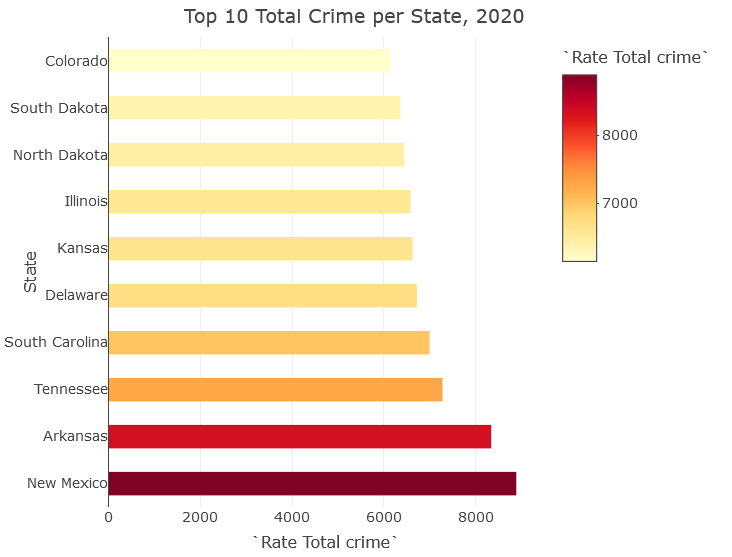 Top 10 Total Crime per State, 2020
Colorado
South Dakota
North Dakota
Illinois
Kansas
Delaware
South Carolina
Tennessee
Arkansas
New Mexico
State
0 2000 4000 6000 8000
`Rate Total crime`
`Rate Total crime`
8000
7000